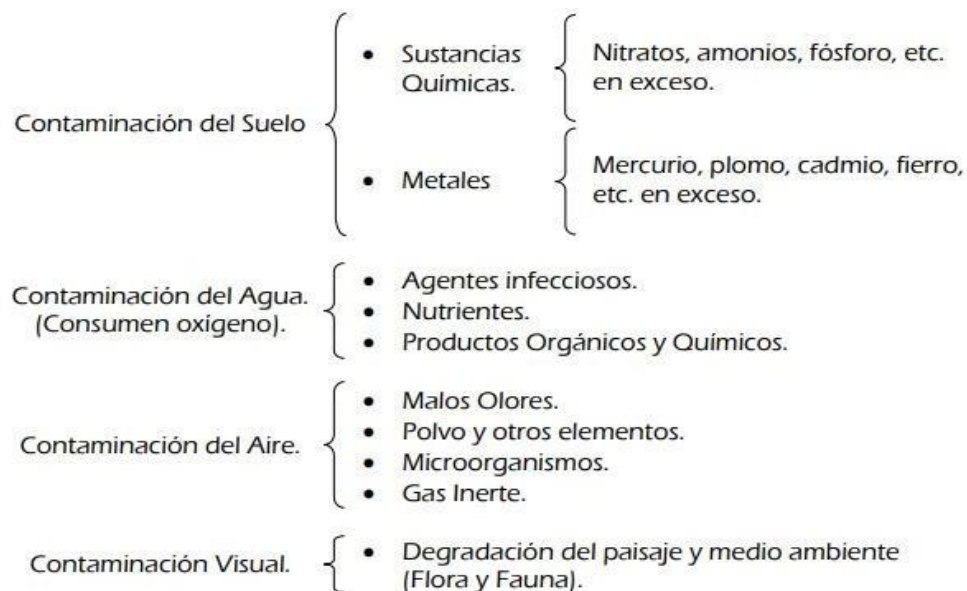 Contaminación del Suelo
• Sustancias
Químicas.
Nitratos, amonios, fósforo, etc.
en exceso.
• Metales
Mercurio, plomo, cadmio, fierro,
etc. en exceso.
Contaminación del Agua.
(Consumen oxígeno).
• Agentes infecciosos.
• Nutrientes.
• Productos Orgánicos y Químicos.
Contaminación del Aire.
• Malos Olores.
• Polvo y otros elementos.
• Microorganismos.
• Gas Inerte.
Contaminación Visual.
• Degradación del paisaje y medio ambiente
(Flora y Fauna).